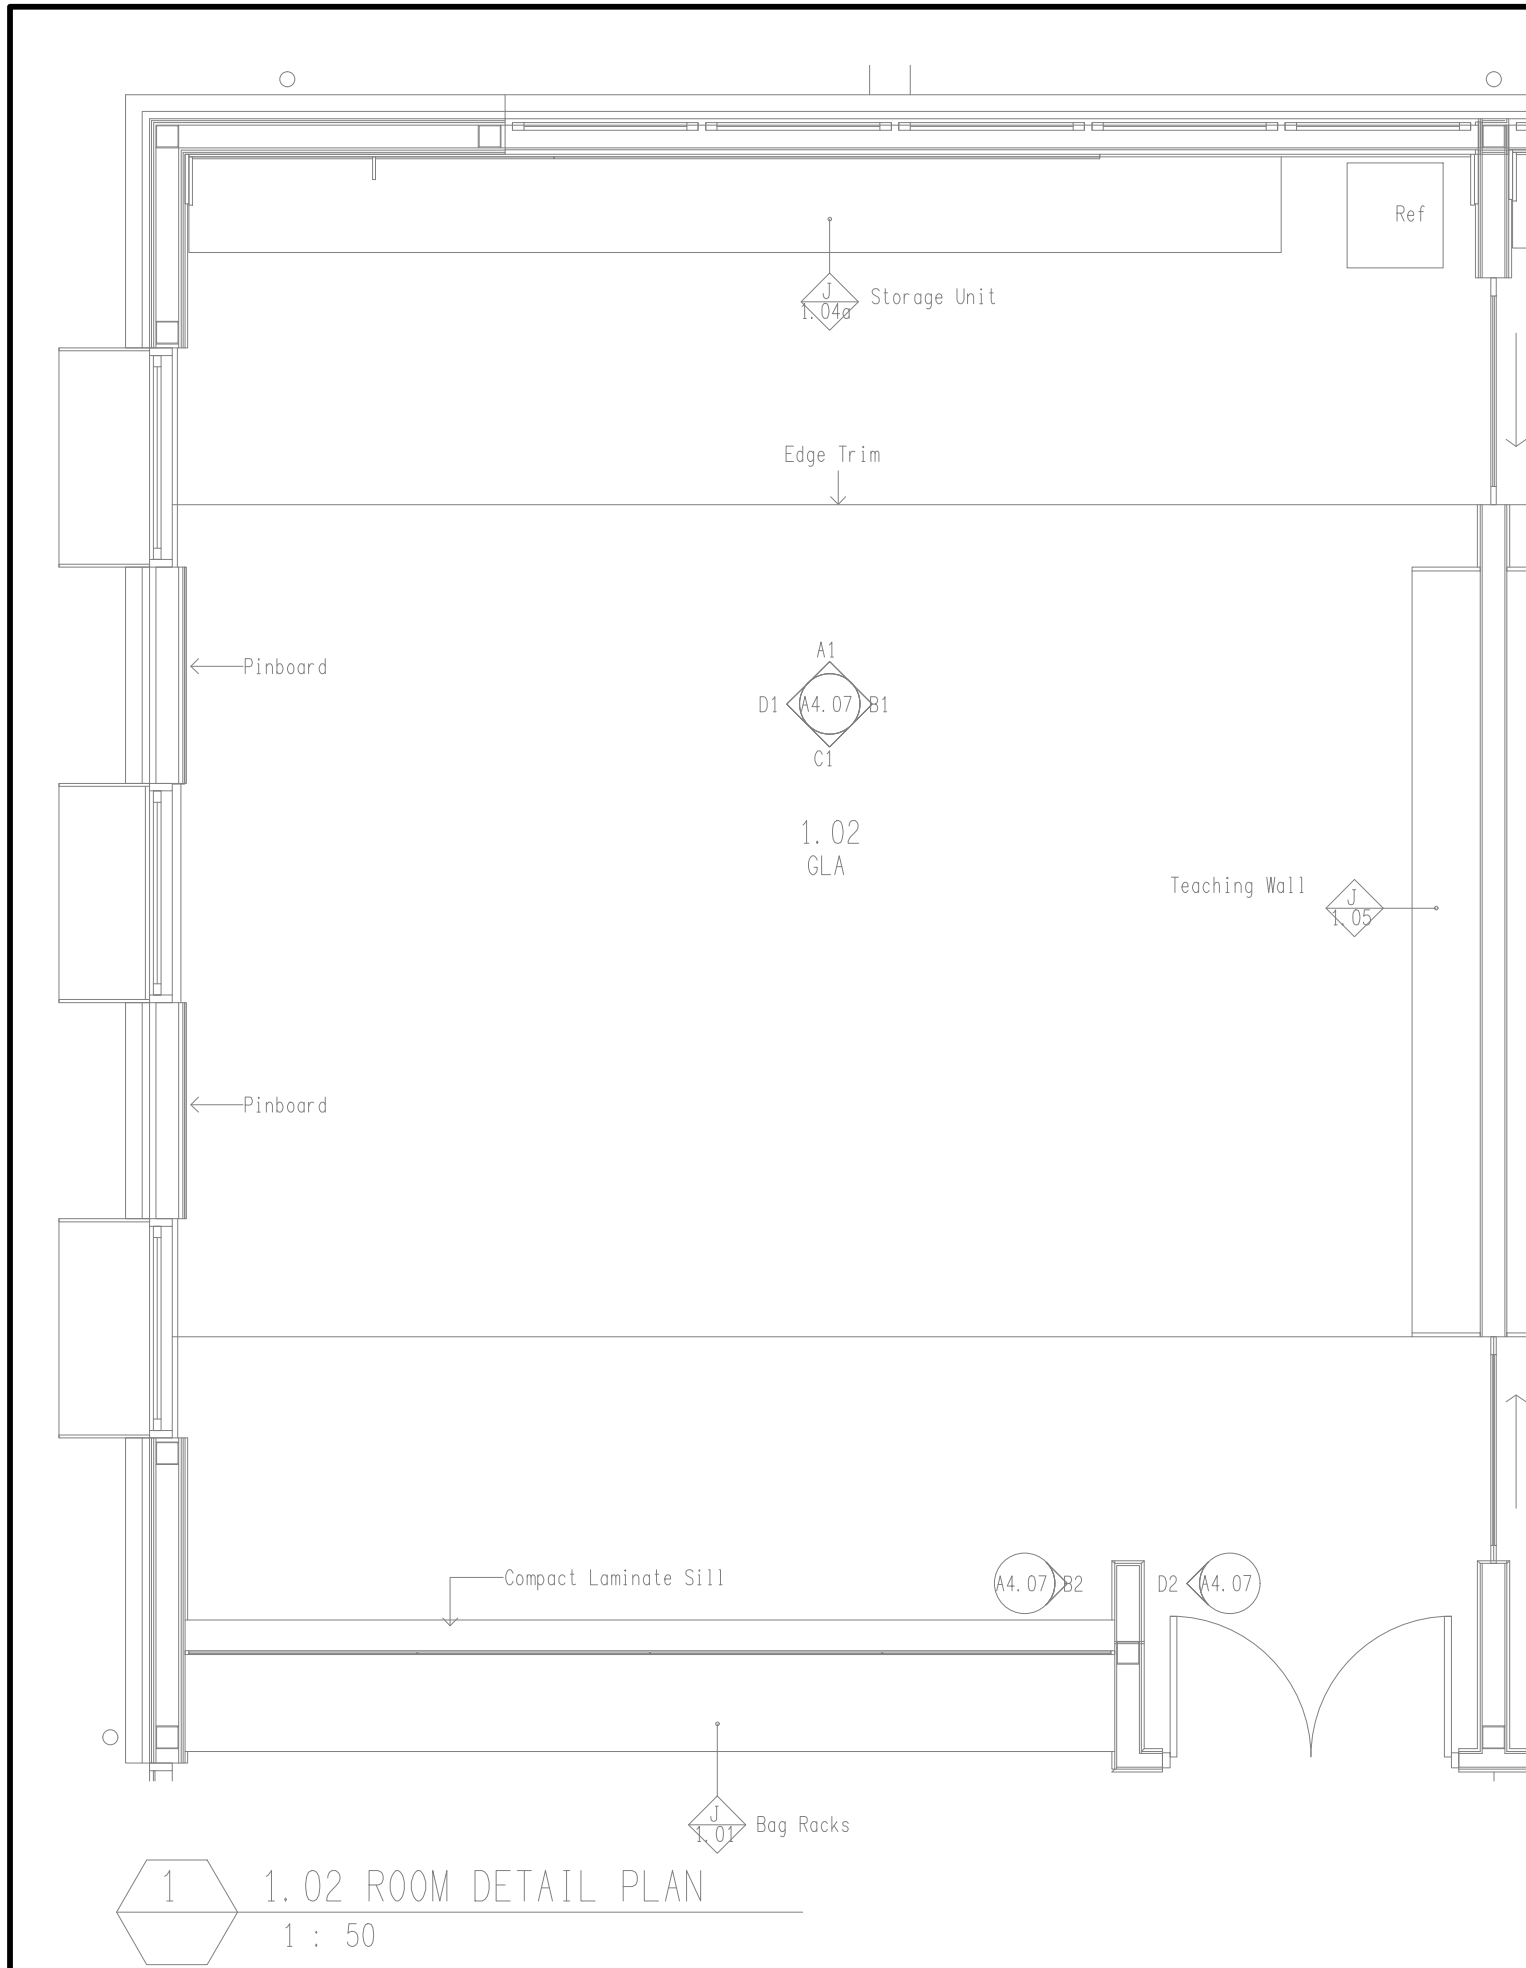 Ref
J
1.04a
Storage Unit
Edge Trim
Pinboard
A1
D1
A4.07
B1
C1
1.02
GLA
Teaching Wall
J
1.05
Pinboard
Compact Laminate Sill
A4.07
B2
D2
A4.07
J
1.01
Bag Racks
1
1.02 ROOM DETAIL PLAN
1 : 50